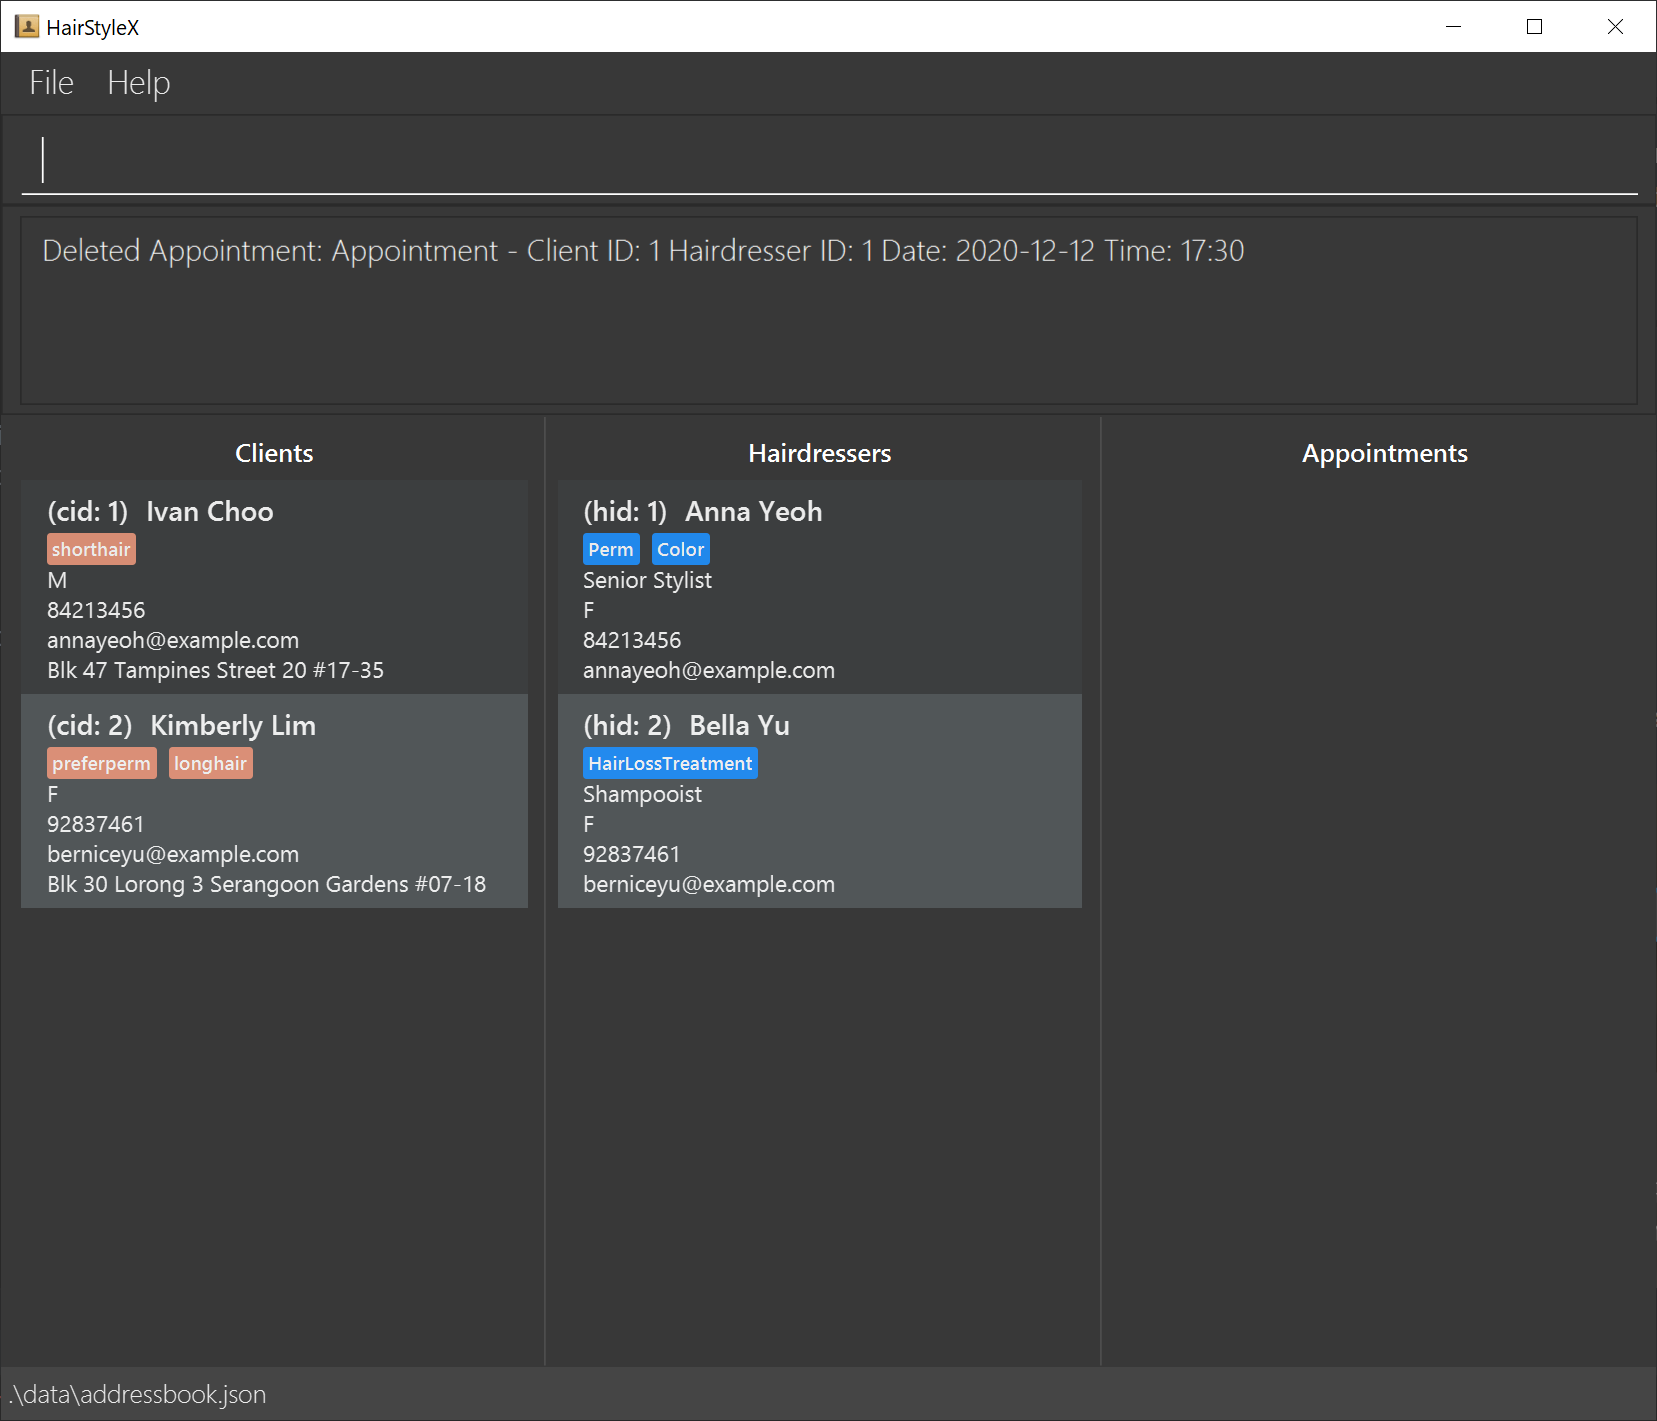 HairStyleX
File Help
Deleted Appointment: Appointment - Client ID: 1 Hairdresser ID: 1 Date: 2020-12-12 Time: 17:30
Clients
(cid: 1) Ivan Choo
shorthair
M
84213456
annayeoh@example.com
Blk 47 Tampines Street 20 #17-35
(cid: 2) Kimberly Lim
preferperm longhair
F
92837461
berniceyu@example.com
Blk 30 Lorong 3 Serangoon Gardens #07-18
Hairdressers
(hid: 1) Anna Yeoh
Perm Color
Senior Stylist
F
84213456
annayeoh@example.com
(hid: 2) Bella Yu
HairLossTreatment
Shampooist
F
92837461
berniceyu@example.com
Appointments
.\data\addressbook.json